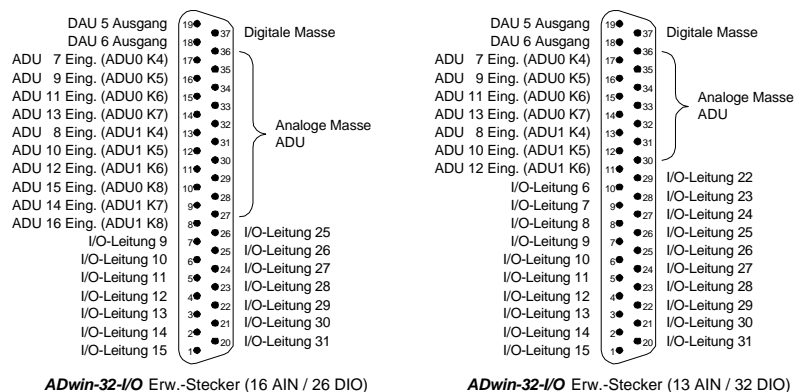 DAU 5 Ausgang 19 37 Digitale Masse
DAU 6 Ausgang 18 36
ADU 7 Eing. (ADU0 K4) 17 35
ADU 9 Eing. (ADU0 K5) 16 34
ADU 11 Eing. (ADU0 K6) 15 33
ADU 13 Eing. (ADU0 K7) 14 32
ADU 8 Eing. (ADU1 K4) 13 31 Analoge Masse
ADU 10 Eing. (ADU1 K5) 12 30 ADU
ADU 12 Eing. (ADU1 K6) 11 29
ADU 15 Eing. (ADU0 K8) 10 28
ADU 14 Eing. (ADU1 K7) 9 27
ADU 16 Eing. (ADU1 K8) 8 26 I/O-Leitung 25
I/O-Leitung 9 7 25 I/O-Leitung 26
I/O-Leitung 10 6 24 I/O-Leitung 27
I/O-Leitung 11 5 23 I/O-Leitung 28
I/O-Leitung 12 4 22 I/O-Leitung 29
I/O-Leitung 13 3 21 I/O-Leitung 30
I/O-Leitung 14 2 20 I/O-Leitung 31
I/O-Leitung 15 1
ADwin-32-I/O Erw.-Stecker (16 AIN / 26 DIO)
DAU 5 Ausgang 19 37 Digitale Masse
DAU 6 Ausgang 18 36
ADU 7 Eing. (ADU0 K4) 17 35
ADU 9 Eing. (ADU0 K5) 16 34
ADU 11 Eing. (ADU0 K6) 15 33 Analoge Masse
ADU 13 Eing. (ADU0 K7) 14 32 ADU
ADU 8 Eing. (ADU1 K4) 13 31
ADU 10 Eing. (ADU1 K5) 12 30
ADU 12 Eing. (ADU1 K6) 11 29 I/O-Leitung 22
I/O-Leitung 6 10 28 I/O-Leitung 23
I/O-Leitung 7 9 27 I/O-Leitung 24
I/O-Leitung 8 8 26 I/O-Leitung 25
I/O-Leitung 9 7 25 I/O-Leitung 26
I/O-Leitung 10 6 24 I/O-Leitung 27
I/O-Leitung 11 5 23 I/O-Leitung 28
I/O-Leitung 12 4 22 I/O-Leitung 29
I/O-Leitung 13 3 21 I/O-Leitung 30
I/O-Leitung 14 2 20 I/O-Leitung 31
I/O-Leitung 15 1
ADwin-32-I/O Erw.-Stecker (13 AIN / 32 DIO)